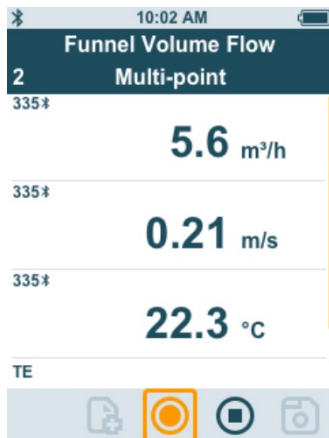 10:02 AM
Funnel Volume Flow
2 Multi-point
335
5.6 m³/h
335
0.21 m/s
335
22.3 °C
TE